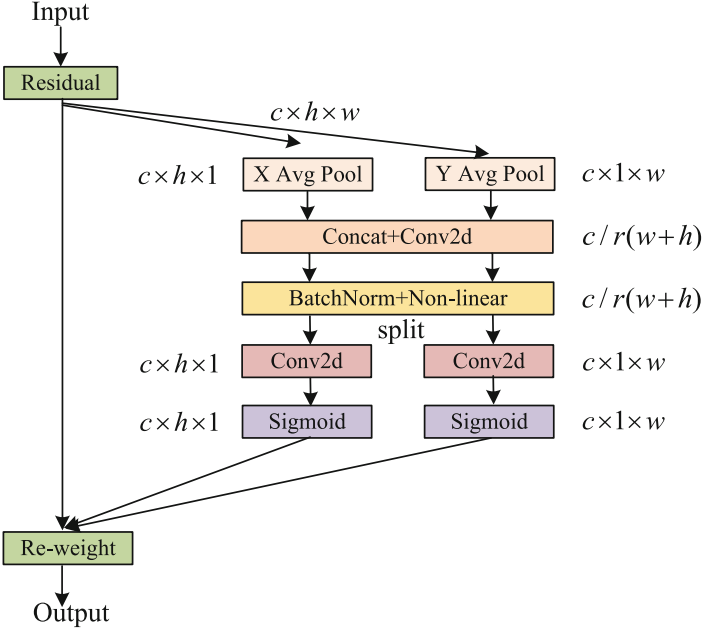 Input
Residual
c×h×w
c×h×1 X Avg Pool Y Avg Pool c×1×w
Concat+Conv2d c/r(w+h)
BatchNorm+Non-linear c/r(w+h)
split
c×h×1 Conv2d Conv2d c×1×w
c×h×1 Sigmoid Sigmoid c×1×w
Re-weight
Output